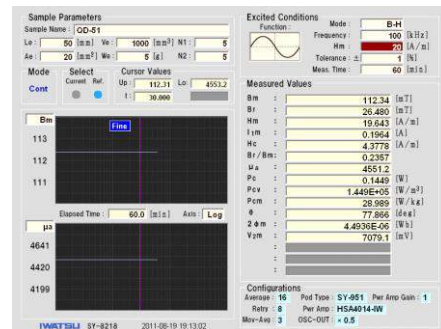 Sample Parameters
Sample Name : QD-51
Le : 50 [mm] Ve : 1000 [mm³] N1 : 5
Ae : 20 [mm²] We : 5 [g] N2 : 5
Mode Select Cursor Values
Cont Current Ref. Up : 112.31 Lo : 4553.2
t : 30.000
Excited Conditions
Function : Mode : B-H
Frequency : 100 [kHz]
Hm : 20 [A/m]
Tolerance : ± 1 [%]
Meas. Time : 60 [min]
Bm
Fine
113
112
111
Elapsed Time : 60.0 [min] Axis : Log
μa
4641
4420
4199
Measured Values
Bm : 112.34 [mT]
Br : 26.480 [mT]
Hm : 19.643 [A/m]
I1m : 0.1964 [A]
Hc : 4.3778 [A/m]
Br/Bm : 0.2357
μa : 4551.2
Pc : 0.1449 [W]
Pcv : 1.449E+05 [W/m³]
Pcm : 28.989 [W/kg]
θ : 77.866 [deg]
2φm : 4.4936E-06 [Wb]
V2m : 7079.1 [mV]
:
:
:
Configurations
Average : 16 Pod Type : SY-951 Pwr Amp Gain : 1
Retry : 8 Pwr Amp : HSA4014-IW
Mov-Avg : 3 OSC-OUT : × 0.5
IWATSU SY-8218 2011-08-19 19:13:02